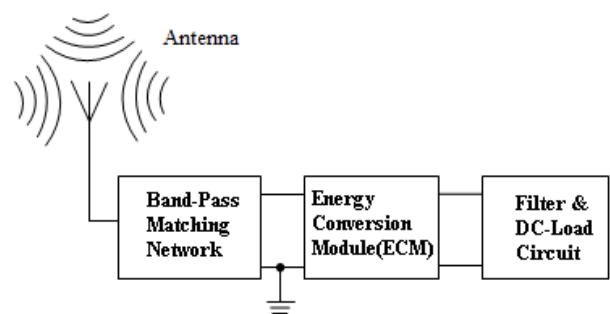 Antenna
Band-Pass
Matching
Network
Energy
Conversion
Module(ECM)
Filter &
DC-Load
Circuit